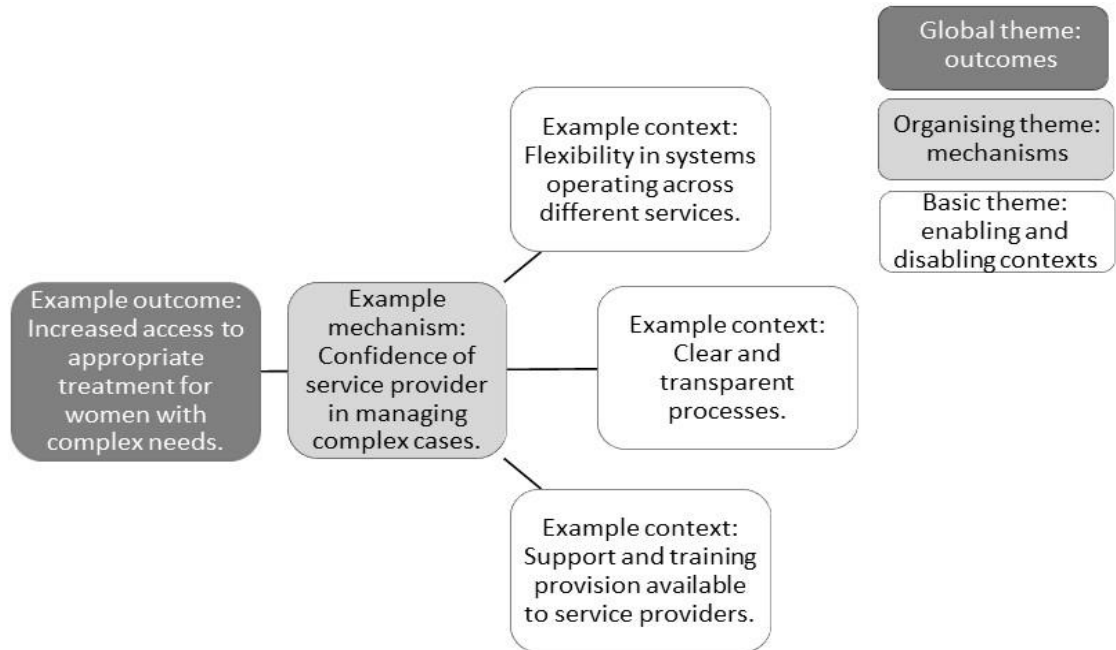 Global theme:
outcomes
Organising theme:
mechanisms
Basic theme:
enabling and
disabling contexts
Example context:
Flexibility in systems
operating across
different services.
Example outcome:
Increased access to
appropriate
treatment for
women with
complex needs.
Example
mechanism:
Confidence of
service provider
in managing
complex cases.
Example context:
Clear and
transparent
processes.
Example context:
Support and training
provision available
to service providers.